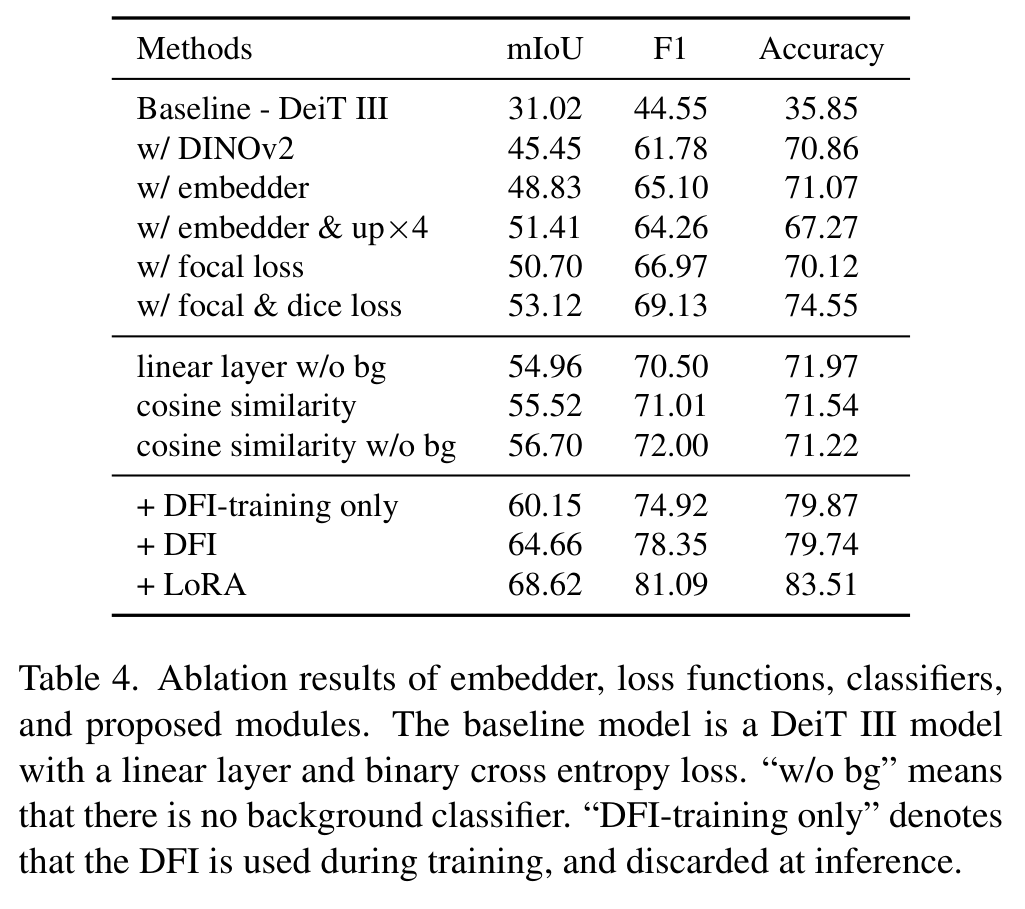 Methods mIoU F1 Accuracy
Baseline - DeiT III 31.02 44.55 35.85
w/ DINOv2 45.45 61.78 70.86
w/ embedder 48.83 65.10 71.07
w/ embedder & up×4 51.41 64.26 67.27
w/ focal loss 50.70 66.97 70.12
w/ focal & dice loss 53.12 69.13 74.55
linear layer w/o bg 54.96 70.50 71.97
cosine similarity 55.52 71.01 71.54
cosine similarity w/o bg 56.70 72.00 71.22
+ DFI-training only 60.15 74.92 79.87
+ DFI 64.66 78.35 79.74
+ LoRA 68.62 81.09 83.51
Table 4. Ablation results of embedder, loss functions, classifiers,
and proposed modules. The baseline model is a DeiT III model
with a linear layer and binary cross entropy loss. “w/o bg” means
that there is no background classifier. “DFI-training only” denotes
that the DFI is used during training, and discarded at inference.